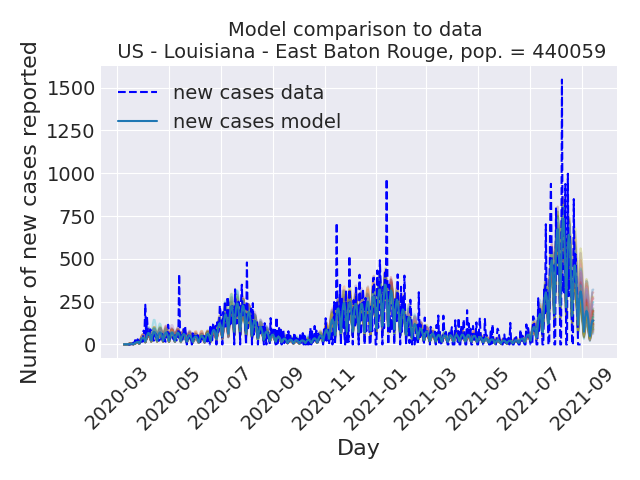 Model comparison to data
US - Louisiana - East Baton Rouge, pop. = 440059
Number of new cases reported
1500
1250
1000
750
500
250
0
new cases data
new cases model
2020-03
2020-05
2020-07
2020-09
2020-11
2021-01
2021-03
2021-05
2021-07
2021-09
Day